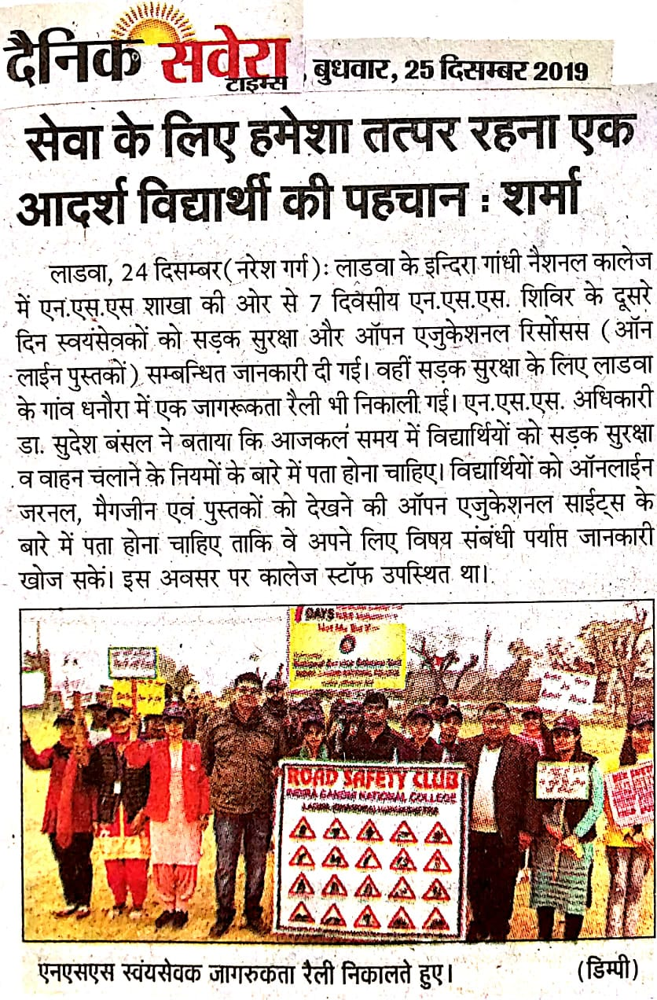 दैनिक सवेरा
टाइम्स
, बुधवार, 25 दिसम्बर 2019
सेवा के लिए हमेशा तत्पर रहना एक
आदर्श विद्यार्थी की पहचान : शर्मा
लाडवा, 24 दिसम्बर(नरेश गर्ग): लाडवा के इन्दिरा गांधी नैशनल कालेज
में एन.एस.एस शाखा की ओर से 7 दिवसीय एन.एस.एस. शिविर के दूसरे
दिन स्वयंसेवकों को सड़क सुरक्षा और ऑपन एजुकेशनल रिर्सोसस (ऑन
लाईन पुस्तकों) सम्बन्धित जानकारी दी गई। वहीं सड़क सुरक्षा के लिए लाडवा
के गांव धनौरा में एक जागरूकता रैली भी निकाली गई। एन.एस.एस. अधिकारी
डा. सुदेश बंसल ने बताया कि आजकल समय में विद्यार्थियों को सड़क सुरक्षा
व वाहन चलाने के नियमों के बारे में पता होना चाहिए। विद्यार्थियों को ऑनलाईन
जरनल, मैगजीन एवं पुस्तकों को देखने की ऑपन एजुकेशनल साईट्स के
बारे में पता होना चाहिए ताकि वे अपने लिए विषय संबंधी पर्याप्त जानकारी
खोज सकें। इस अवसर पर कालेज स्टॉफ उपस्थित था।
DAYS
Not Me But You
ROAD SAFETY CLUB
INDIRA GANDHI NATIONAL COLLEGE
एनएसएस स्वंयसेवक जागरुकता रैली निकालते हुए। (डिम्पी)